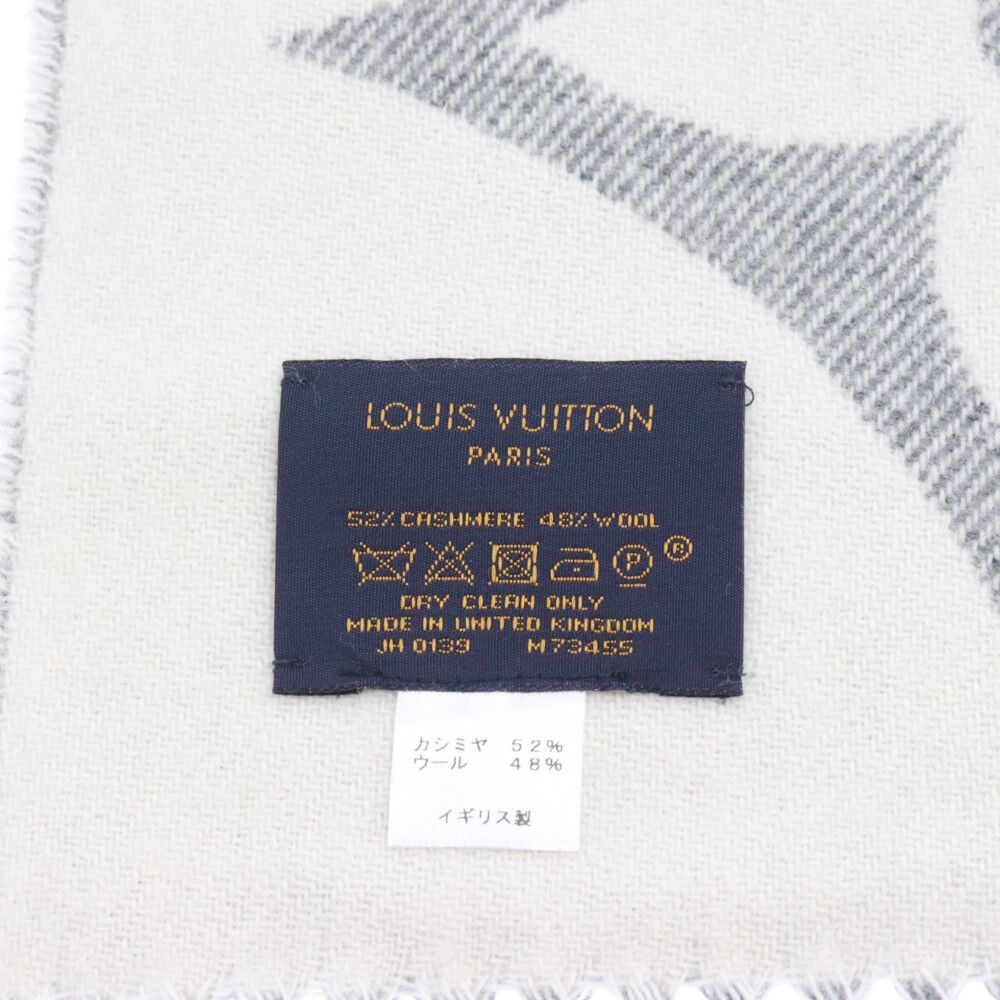 LOUIS VUITTON
PARIS
52% CASHMERE 48% WOOL
P ®
DRY CLEAN ONLY
MADE IN UNITED KINGDOM
JH 0139 M73455
カシミヤ 52%
ウール 48%
イギリス製